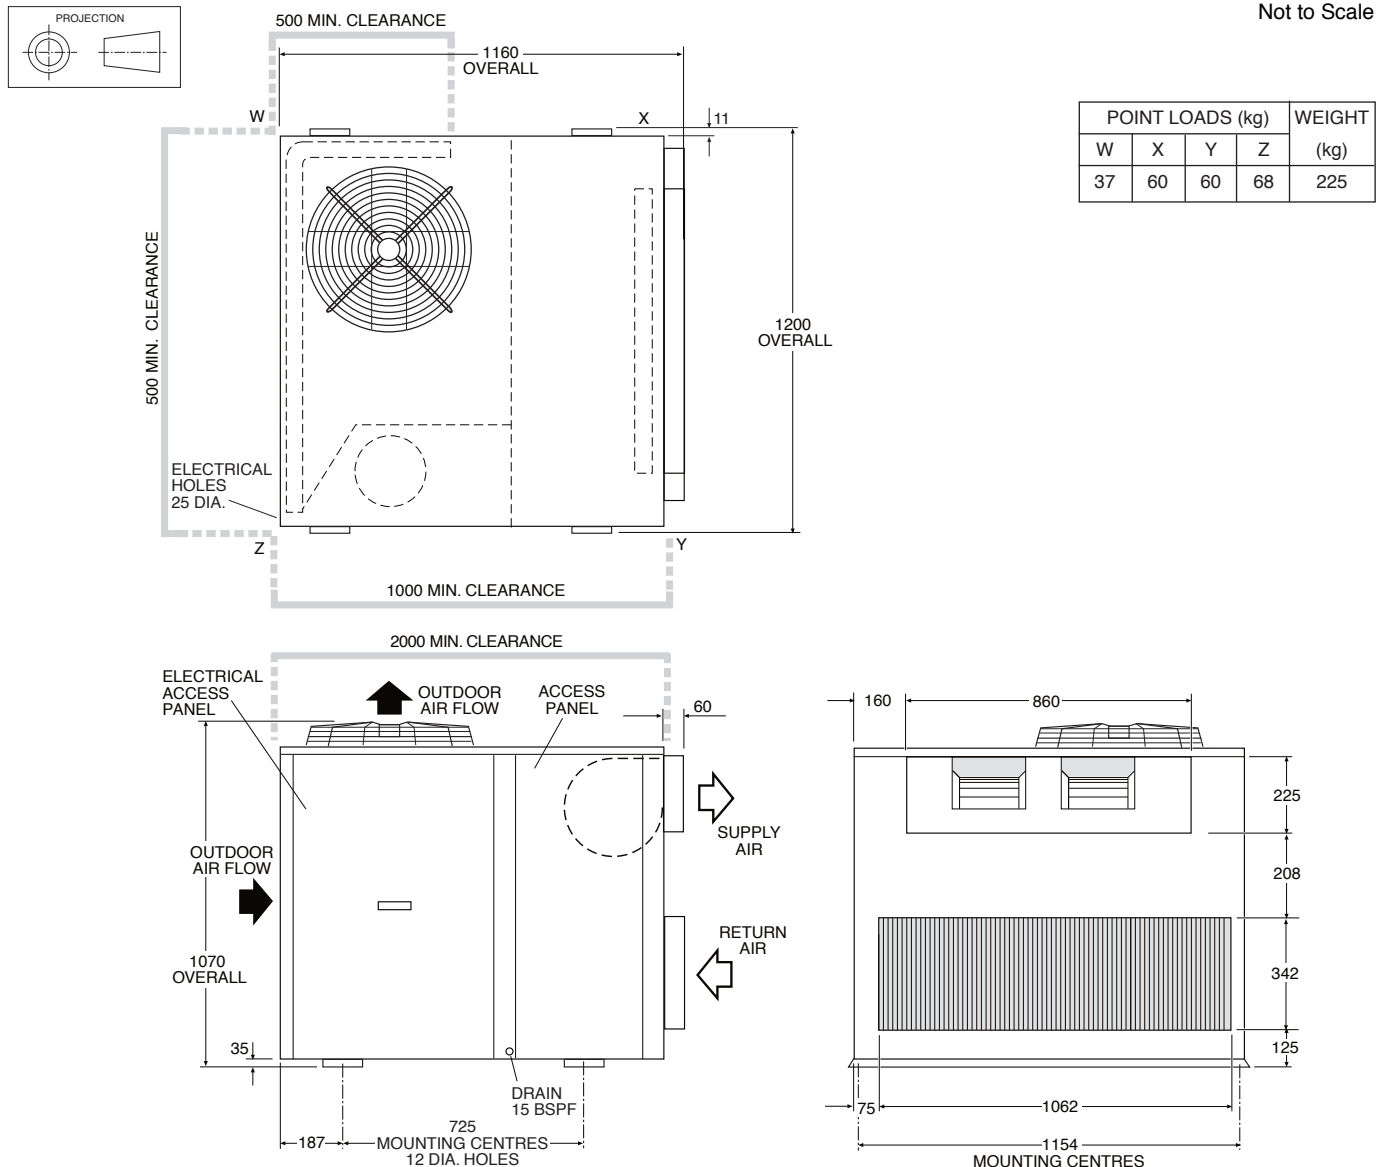 PROJECTION
Not to Scale
500 MIN. CLEARANCE
1160
OVERALL
W
X
11
POINT LOADS (kg) WEIGHT
W X Y Z (kg)
37 60 60 68 225
500 MIN. CLEARANCE
1200
OVERALL
ELECTRICAL
HOLES
25 DIA.
Z
Y
1000 MIN. CLEARANCE
2000 MIN. CLEARANCE
ELECTRICAL
ACCESS
PANEL
OUTDOOR
AIR FLOW
ACCESS
PANEL
60
160
860
225
SUPPLY
AIR
OUTDOOR
AIR FLOW
208
RETURN
AIR
1070
OVERALL
342
35
125
DRAIN
15 BSPF
75
1062
187
725
MOUNTING CENTRES
12 DIA. HOLES
1154
MOUNTING CENTRES